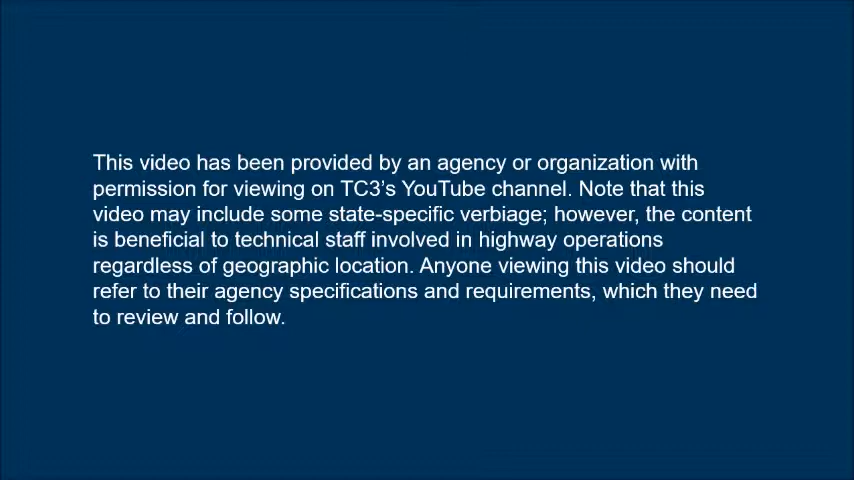 This video has been provided by an agency or organization with
permission for viewing on TC3’s YouTube channel. Note that this
video may include some state-specific verbiage; however, the content
is beneficial to technical staff involved in highway operations
regardless of geographic location. Anyone viewing this video should
refer to their agency specifications and requirements, which they need
to review and follow.